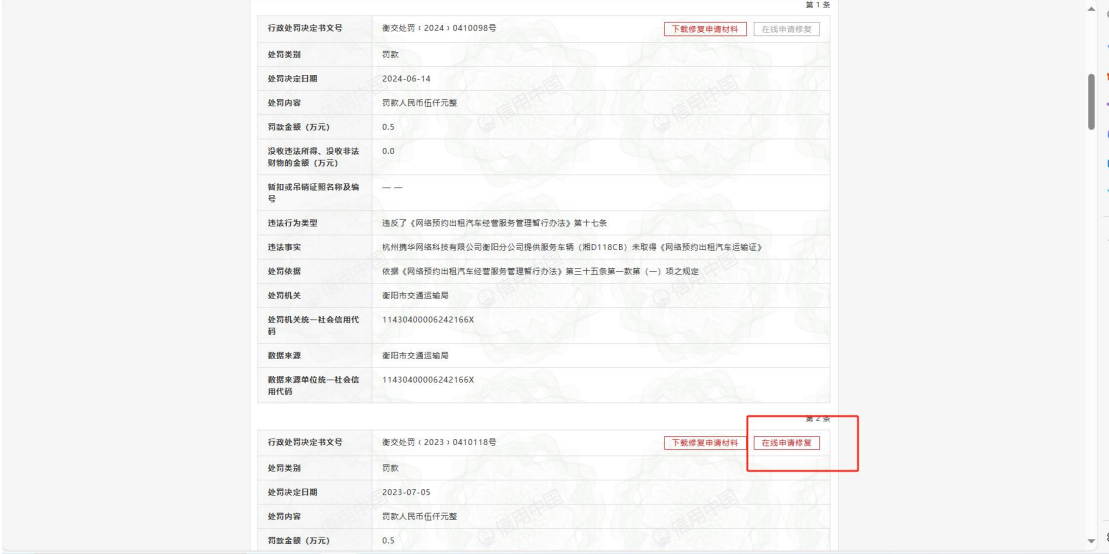 第 1 条
行政处罚决定书文号 衡交处罚﹝2024﹞0410098号 下载修复申请材料 在线申请修复
处罚类别 罚款
处罚决定日期 2024-06-14
处罚内容 罚款人民币伍仟元整
罚款金额（万元） 0.5
没收违法所得、没收非法 0.0
财物的金额（万元）
暂扣或吊销证照名称及编 — —
号
违法行为类型 违反了《网络预约出租汽车经营服务管理暂行办法》第十七条
违法事实 杭州携华网络科技有限公司衡阳分公司提供服务车辆（湘D118CB）未取得《网络预约出租汽车运输证》
处罚依据 依据《网络预约出租汽车经营服务管理暂行办法》第三十五条第一款第（一）项之规定
处罚机关 衡阳市交通运输局
处罚机关统一社会信用代 11430400006242166X
码
数据来源 衡阳市交通运输局
数据来源单位统一社会信 11430400006242166X
用代码
第 2 条
行政处罚决定书文号 衡交处罚﹝2023﹞0410118号 下载修复申请材料 在线申请修复
处罚类别 罚款
处罚决定日期 2023-07-05
处罚内容 罚款人民币伍仟元整
罚款金额（万元） 0.5
信用中国